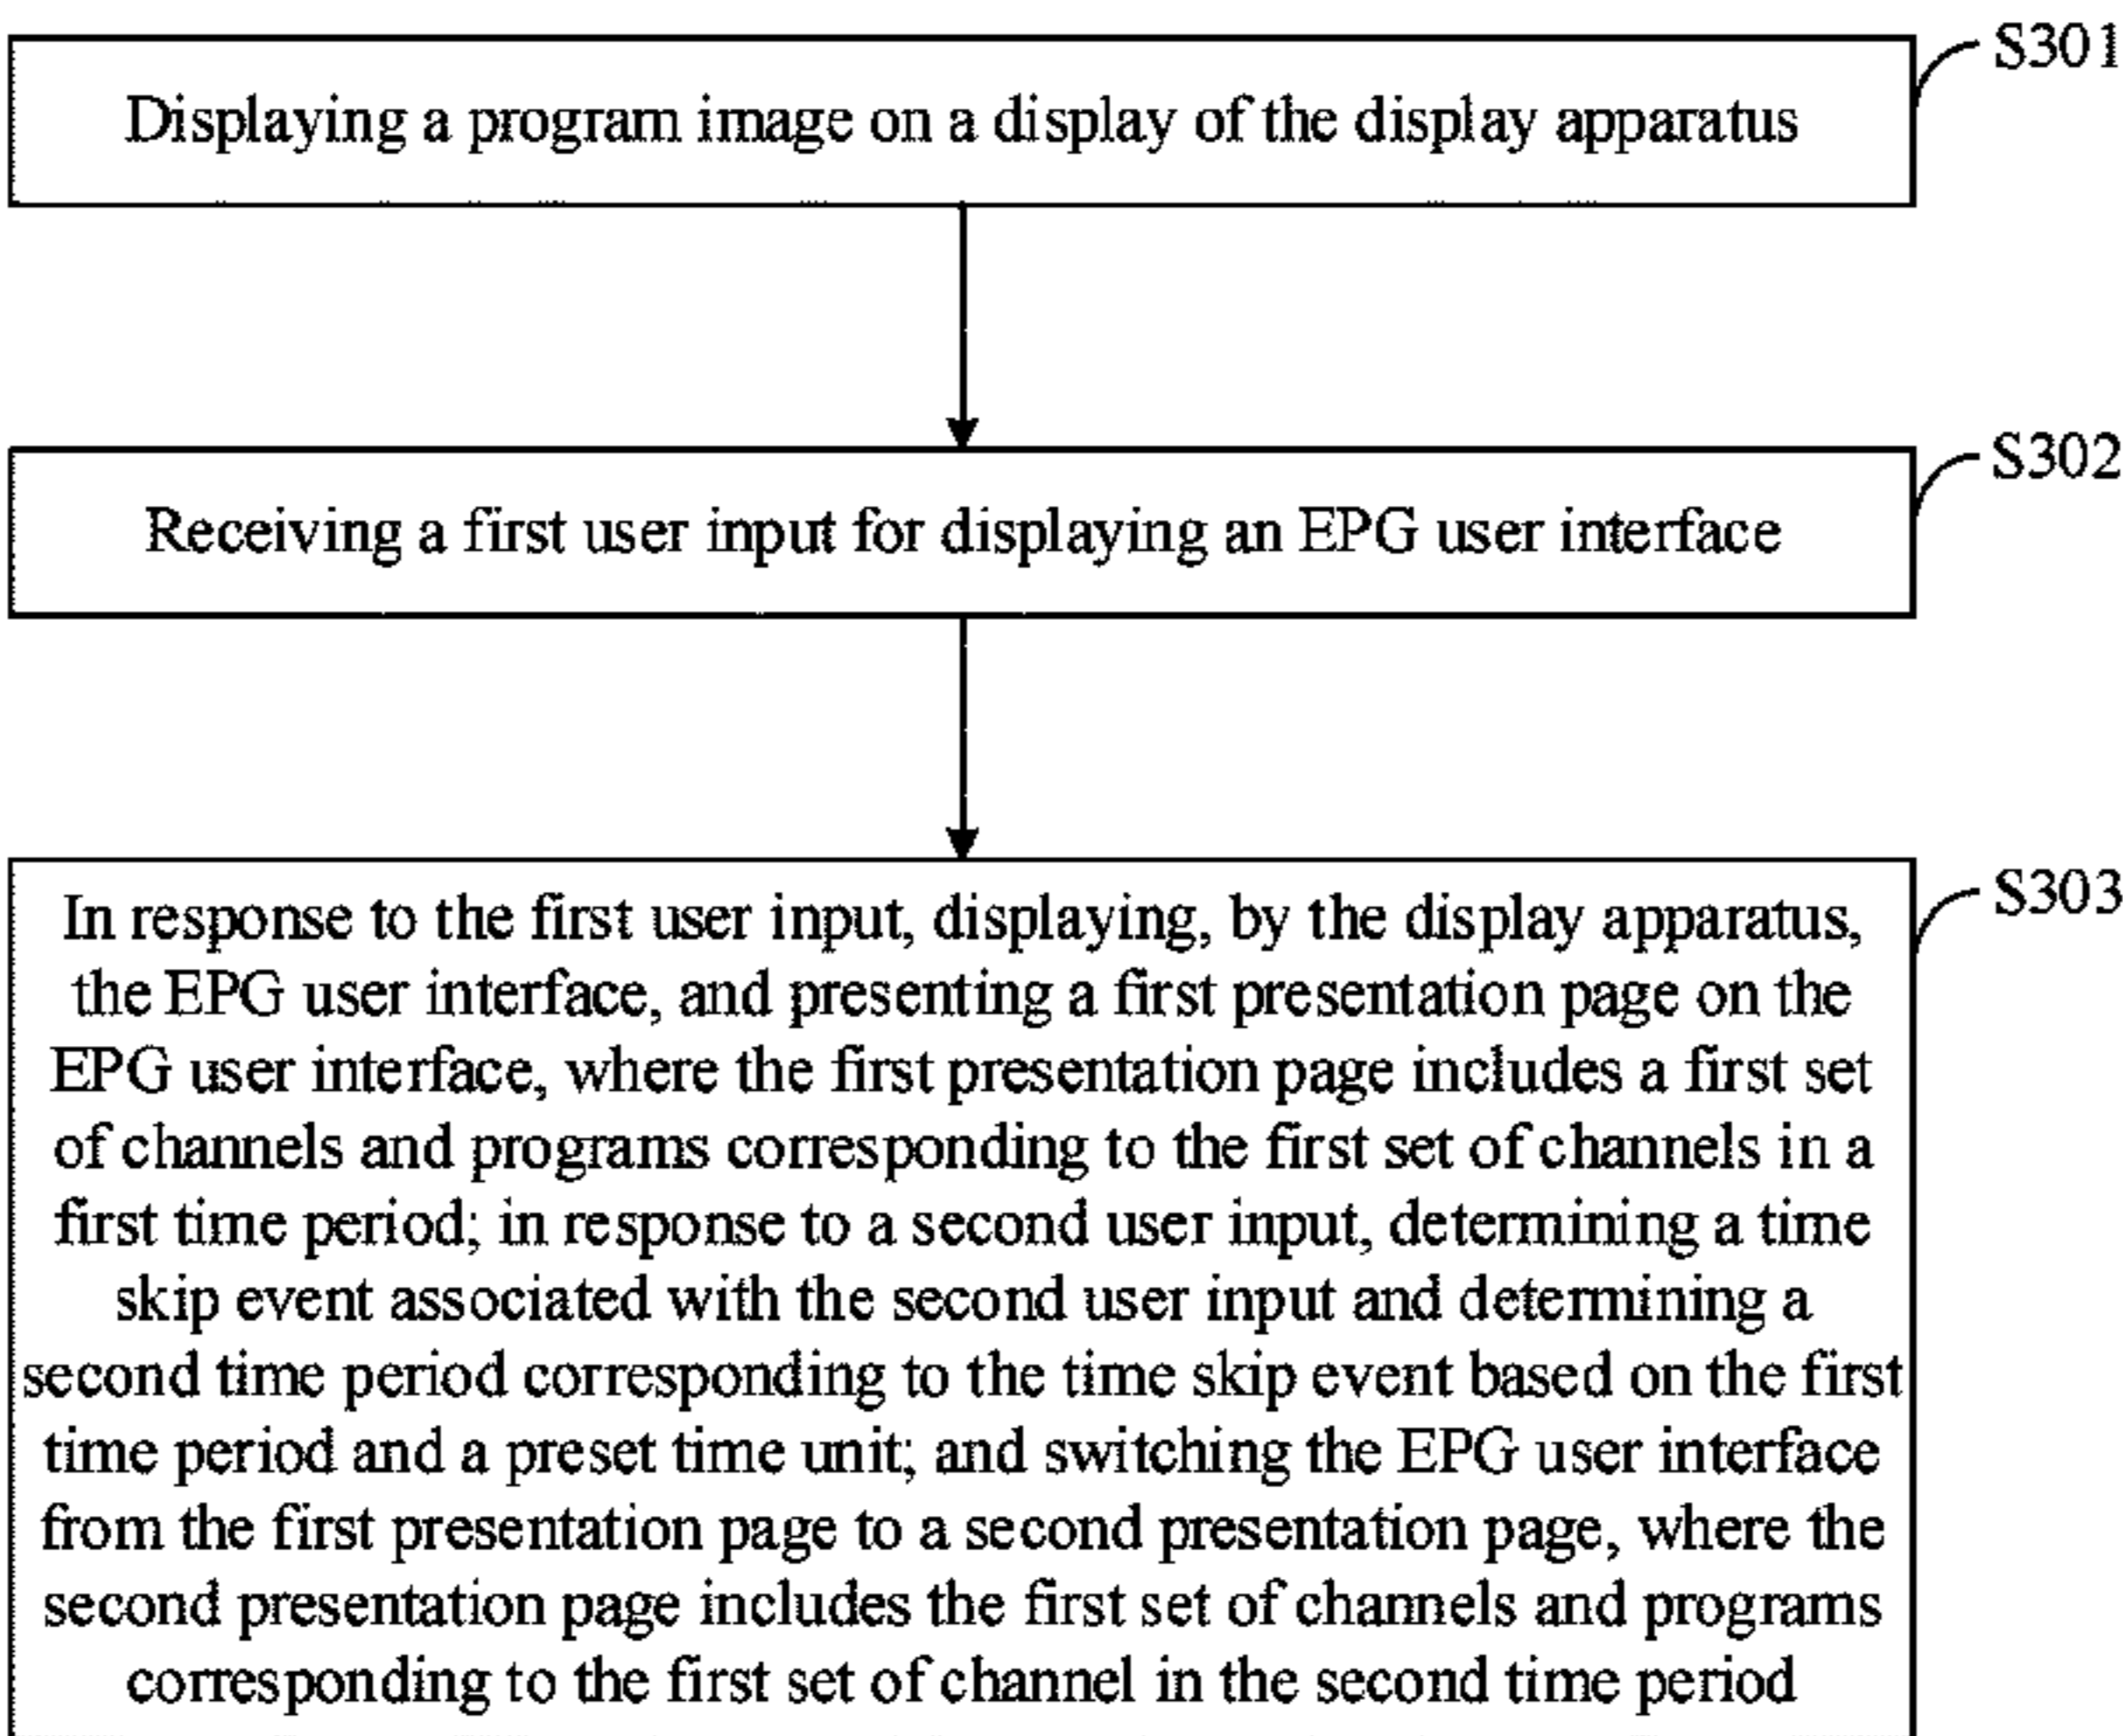 S301
Displaying a program image on a display of the display apparatus
S302
Receiving a first user input for displaying an EPG user interface
S303
In response to the first user input, displaying, by the display apparatus,
the EPG user interface, and presenting a first presentation page on the
EPG user interface, where the first presentation page includes a first set
of channels and programs corresponding to the first set of channels in a
first time period; in response to a second user input, determining a time
skip event associated with the second user input and determining a
second time period corresponding to the time skip event based on the first
time period and a preset time unit; and switching the EPG user interface
from the first presentation page to a second presentation page, where the
second presentation page includes the first set of channels and programs
corresponding to the first set of channel in the second time period